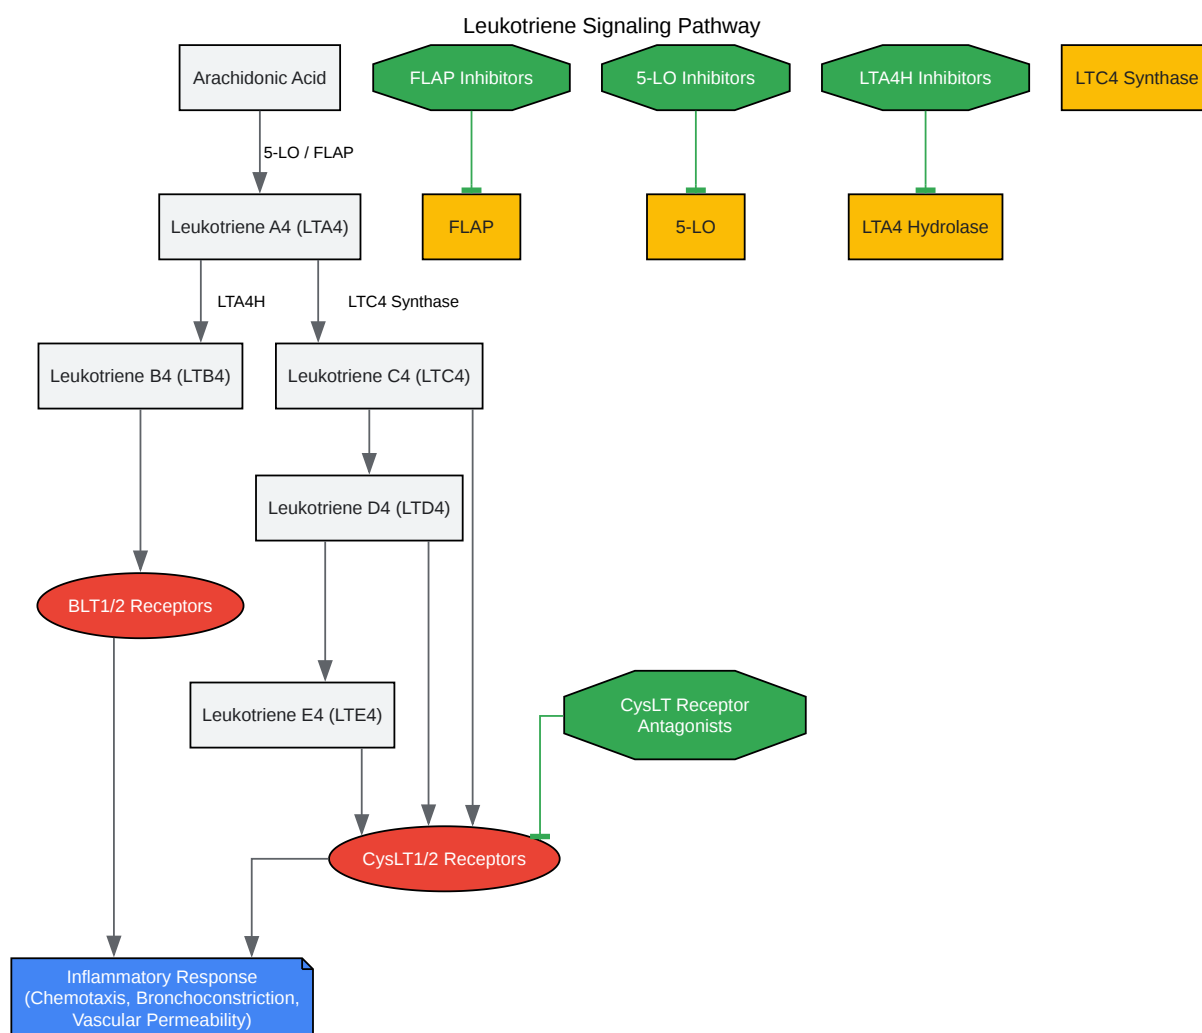 Leukotriene Signaling Pathway
Arachidonic Acid
FLAP Inhibitors
5-LO Inhibitors
LTA4H Inhibitors
LTC4 Synthase
5-LO / FLAP
Leukotriene A4 (LTA4)
FLAP
5-LO
LTA4 Hydrolase
LTA4H
LTC4 Synthase
Leukotriene B4 (LTB4)
Leukotriene C4 (LTC4)
Leukotriene D4 (LTD4)
BLT1/2 Receptors
Leukotriene E4 (LTE4)
CysLT Receptor
Antagonists
CysLT1/2 Receptors
Inflammatory Response
(Chemotaxis, Bronchoconstriction,
Vascular Permeability)